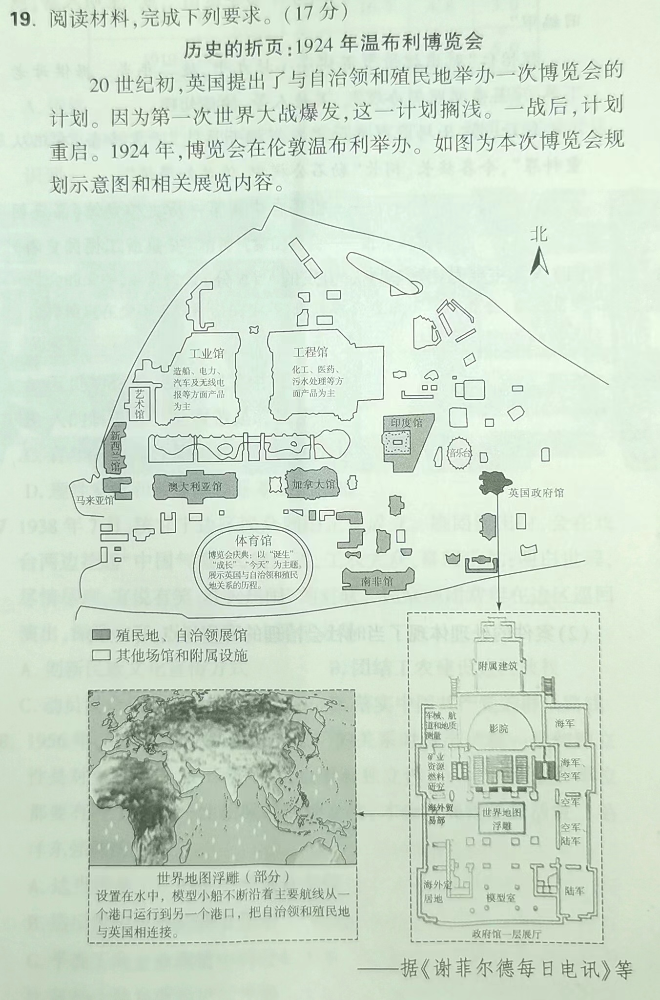 19. 阅读材料,完成下列要求。(17分)
历史的折页:1924年温布利博览会
20世纪初,英国提出了与自治领和殖民地举办一次博览会的
计划。因为第一次世界大战爆发,这一计划搁浅。一战后,计划
重启。1924年,博览会在伦敦温布利举办。如图为本次博览会规
划示意图和相关展览内容。
北
工业馆
造船、电力、
汽车及无线电
报等方面产品
为主
工程馆
化工、医药、
污水处理等方
面产品为主
艺术馆
印度馆
新西兰馆
音乐台
澳大利亚馆
加拿大馆
马来亚馆
英国政府馆
体育馆
博览会庆典:以“诞生”
“成长”“今天”为主题。
展示英国与自治领和殖民
地关系的历程。
南非馆
殖民地、自治领展馆
其他场馆和附属设施
附属建筑
军械、航
道和地质
测量
影院
海军
矿业
资源
燃料
研究
海军、
空军
海外贸
易部
世界地图
浮雕
空军
空军、
陆军
海外定
居地
模型室
陆军
政府馆一层展厅
世界地图浮雕(部分)
设置在水中,模型小船不断沿着主要航线从一
个港口运行到另一个港口,把自治领和殖民地
与英国相连接。
——据《谢菲尔德每日电讯》等